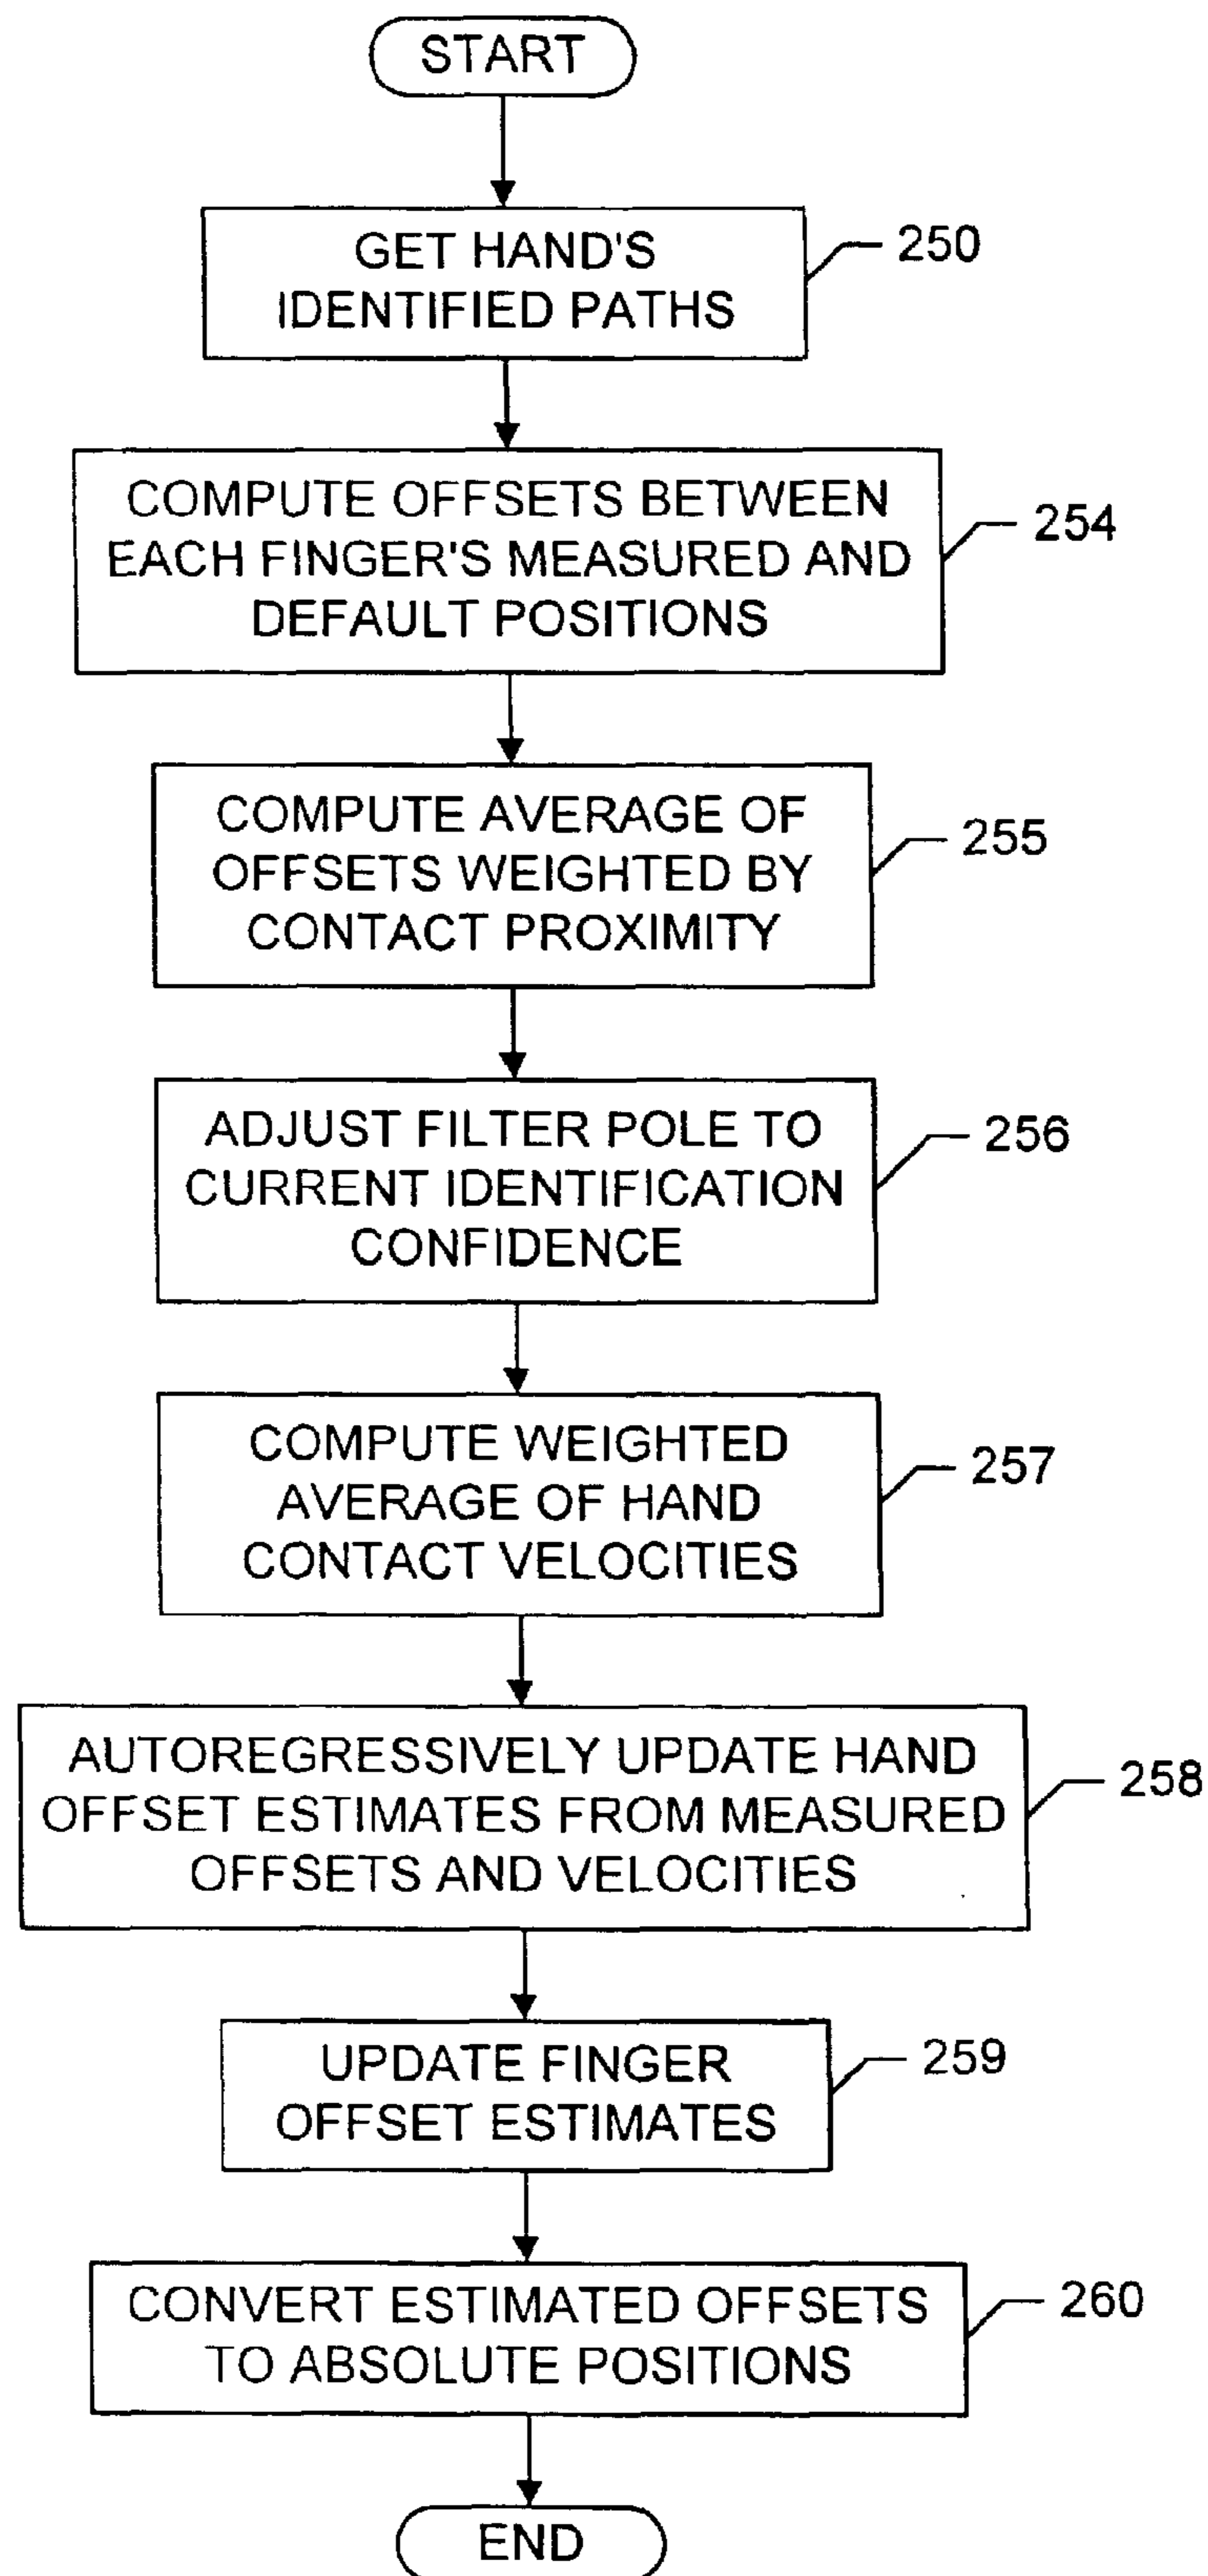 START
GET HAND'S
IDENTIFIED PATHS
250
COMPUTE OFFSETS BETWEEN
EACH FINGER'S MEASURED AND
DEFAULT POSITIONS
254
COMPUTE AVERAGE OF
OFFSETS WEIGHTED BY
CONTACT PROXIMITY
255
ADJUST FILTER POLE TO
CURRENT IDENTIFICATION
CONFIDENCE
256
COMPUTE WEIGHTED
AVERAGE OF HAND
CONTACT VELOCITIES
257
AUTOREGRESSIVELY UPDATE HAND
OFFSET ESTIMATES FROM MEASURED
OFFSETS AND VELOCITIES
258
UPDATE FINGER
OFFSET ESTIMATES
259
CONVERT ESTIMATED OFFSETS
TO ABSOLUTE POSITIONS
260
END